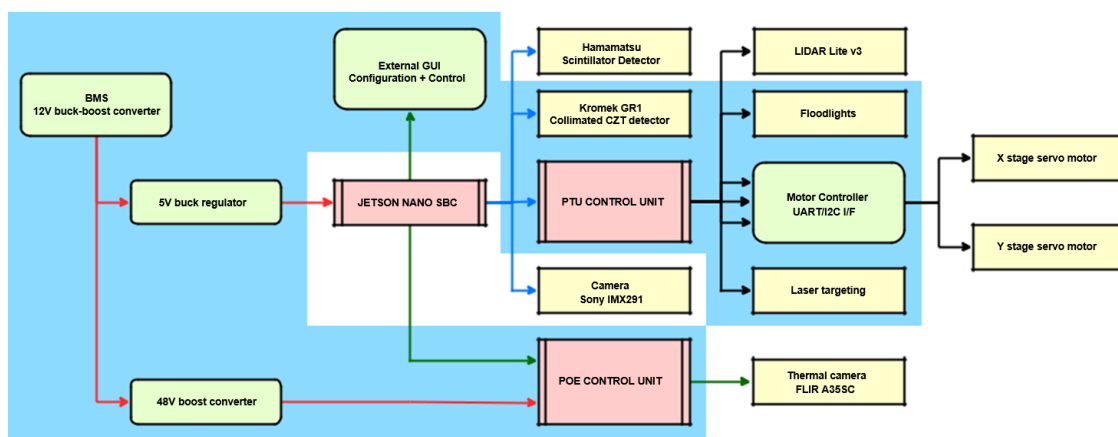 Hamamatsu
Scintillator Detector
LIDAR Lite v3
External GUI
Configuration + Control
BMS
12V buck-boost converter
Kromek GR1
Collimated CZT detector
Floodlights
X stage servo motor
5V buck regulator
JETSON NANO SBC
PTU CONTROL UNIT
Motor Controller
UART/I2C I/F
Y stage servo motor
Camera
Sony IMX291
Laser targeting
POE CONTROL UNIT
Thermal camera
FLIR A35SC
48V boost converter